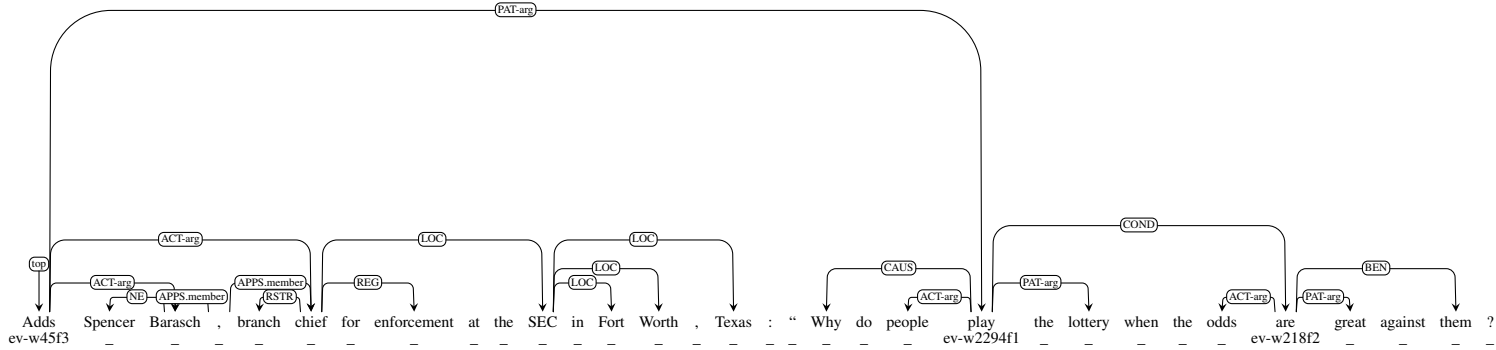 PAT-arg
ACT-arg LOC LOC COND
top
CAUS BEN
LOC
ACT-arg APPS.member REG LOC PAT-arg
NE APPS.member RSTR ACT-arg ACT-arg PAT-arg
Adds Spencer Barasch , branch chief for enforcement at the SEC in Fort Worth , Texas : “ Why do people play the lottery when the odds are great against them ?
ev-w45f3 _ _ _ _ _ _ _ _ _ _ _ _ _ _ _ _ _ _ _ _ ev-w2294f1 _ _ _ _ _ ev-w218f2 _ _ _ _